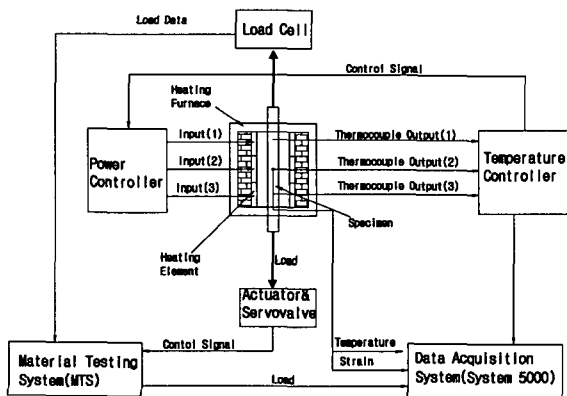 Load Data
Load Cell
Control Signal
Heating
Furnace
Input(1)
Thermocouple Output(1)
Power
Controller
Input(2)
Thermocouple Output(2)
Temperature
Controller
Input(3)
Thermocouple Output(3)
Specimen
Heating
Element
Load
Actuator&
Servovalve
Contol Signal
Temperature
Strain
Material Testing
System(MTS)
Load
Data Acquisition
System(System 5000)